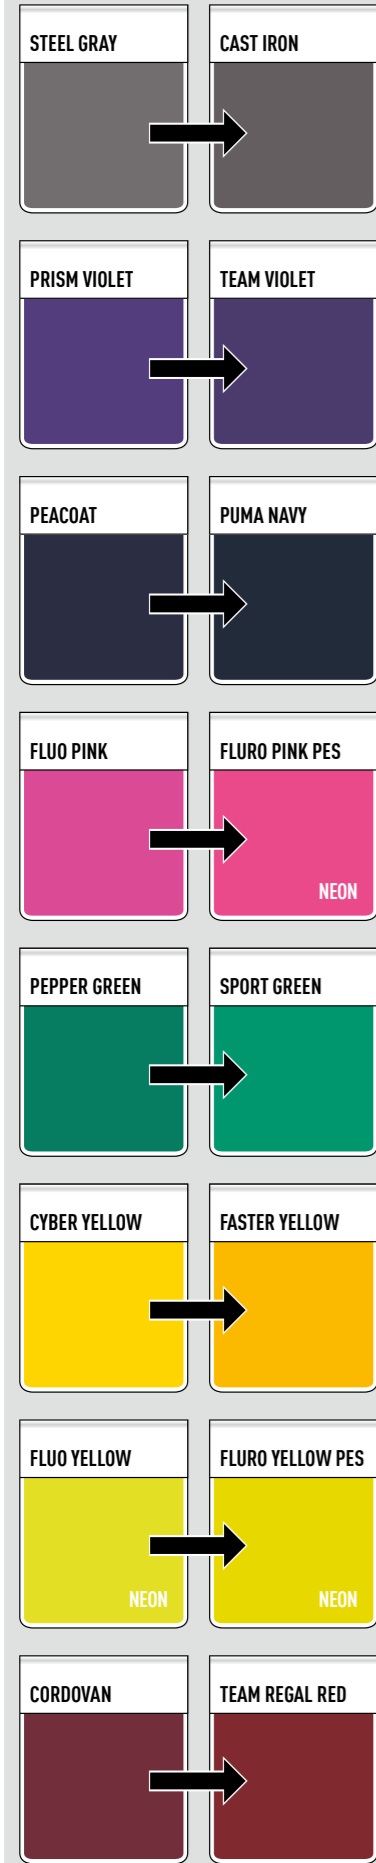 STEEL GRAY
CAST IRON
PRISM VIOLET
TEAM VIOLET
PEACOAT
PUMA NAVY
FLUO PINK
FLURO PINK PES
NEON
PEPPER GREEN
SPORT GREEN
CYBER YELLOW
FASTER YELLOW
FLUO YELLOW
FLURO YELLOW PES
NEON
NEON
CORDOVAN
TEAM REGAL RED